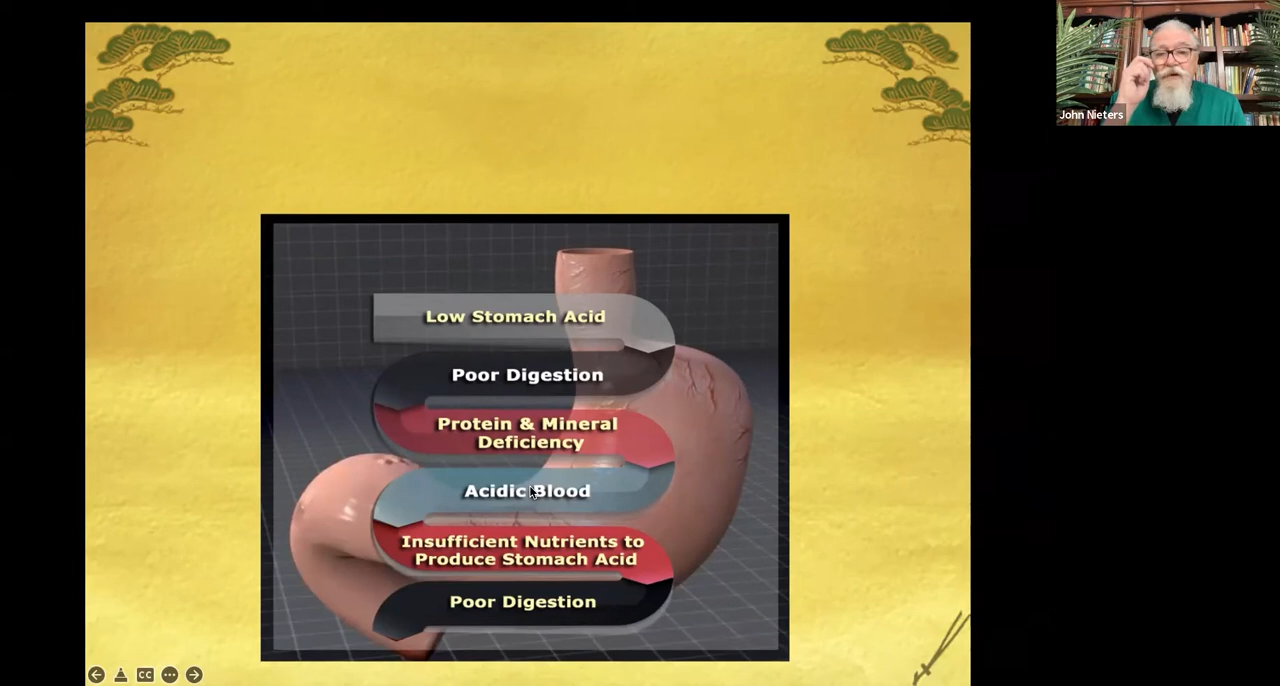 John Nieters
Low Stomach Acid
Poor Digestion
Protein & Mineral
Deficiency
Acidic Blood
Insufficient Nutrients to
Produce Stomach Acid
Poor Digestion
CC